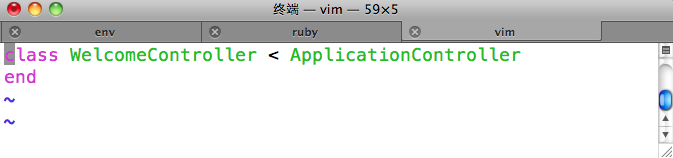 终端 — vim — 59×5
env ruby vim
class WelcomeController < ApplicationController
end
~
~